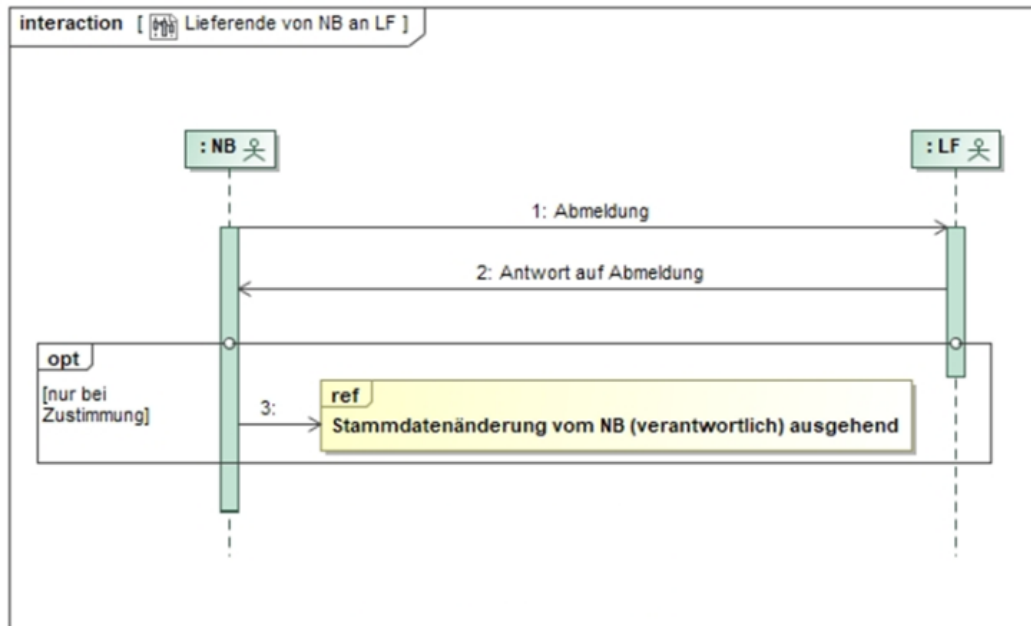 interaction [ Lieferende von NB an LF ]
: NB
: LF
1: Abmeldung
2: Antwort auf Abmeldung
opt
[nur bei
Zustimmung]
3:
ref
Stammdatenänderung vom NB (verantwortlich) ausgehend